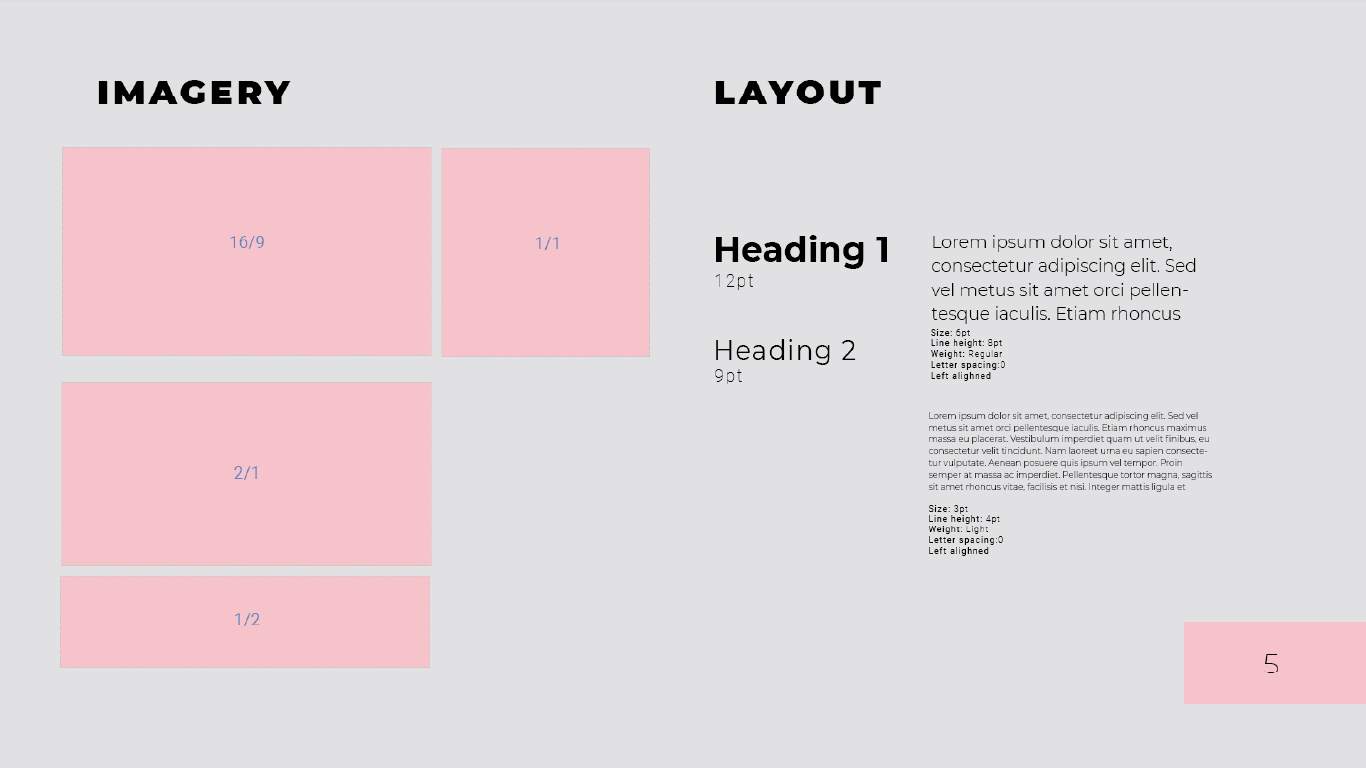 IMAGERY
16/9
1/1
2/1
1/2
LAYOUT
Heading 1
12pt
Heading 2
9pt
Lorem ipsum dolor sit amet,
consectetur adipiscing elit. Sed
vel metus sit amet orci pellen-
tesque iaculis. Etiam rhoncus
Size: 6pt
Line height: 8pt
Weight: Regular
Letter spacing:0
Left alighned
Lorem ipsum dolor sit amet, consectetur adipiscing elit. Sed vel
metus sit amet orci pellentesque iaculis. Etiam rhoncus maximus
massa eu placerat. Vestibulum imperdiet quam ut velit finibus, eu
consectetur velit tincidunt. Nam laoreet urna eu sapien consecte-
tur vulputate. Aenean posuere quis ipsum vel tempor. Proin
semper at massa ac imperdiet. Pellentesque tortor magna, sagittis
sit amet rhoncus vitae, facilisis et nisi. Integer mattis ligula et
Size: 3pt
Line height: 4pt
Weight: Light
Letter spacing:0
Left alighned
5